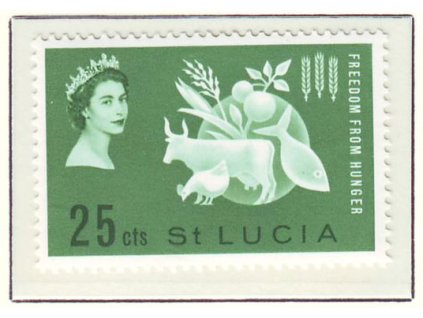 FREEDOM FROM HUNGER
25 cts St LUCIA